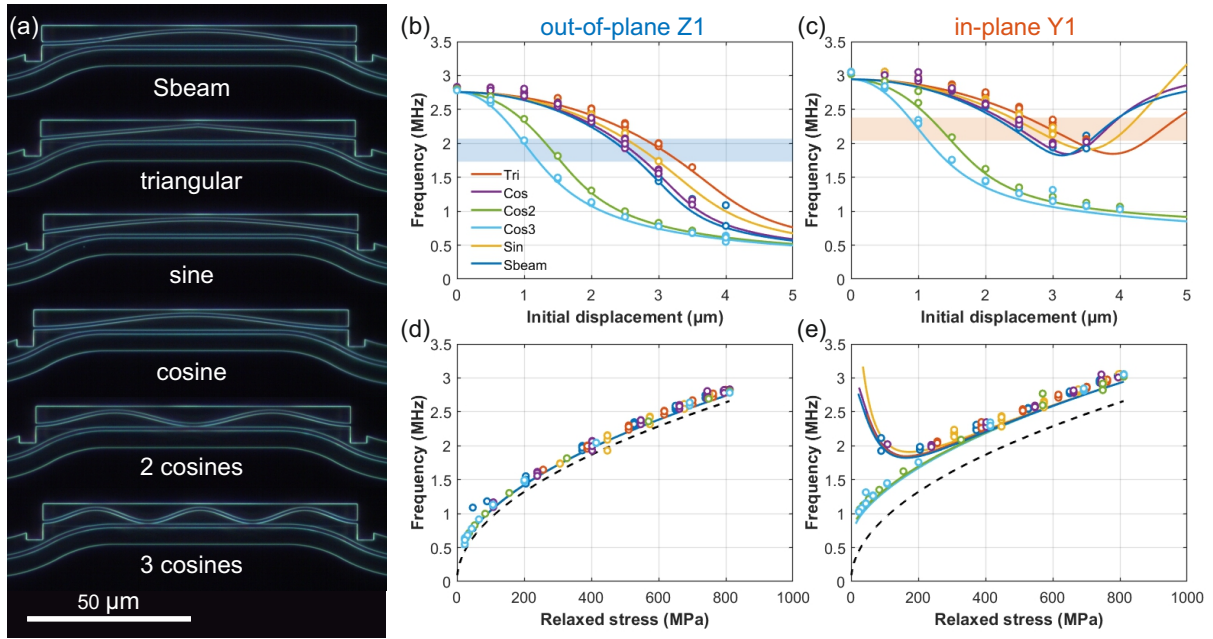 (a)
Sbeam
triangular
sine
cosine
2 cosines
3 cosines
50 µm
(b)
out-of-plane Z1
Frequency (MHz)
3.5
3
2.5
2
1.5
1
0.5
0
Tri
Cos
Cos2
Cos3
Sin
Sbeam
0 1 2 3 4 5
Initial displacement (µm)
(c)
in-plane Y1
Frequency (MHz)
3.5
3
2.5
2
1.5
1
0.5
0
0 1 2 3 4 5
Initial displacement (µm)
(d)
Frequency (MHz)
3.5
3
2.5
2
1.5
1
0.5
0
0 200 400 600 800 1000
Relaxed stress (MPa)
(e)
Frequency (MHz)
3.5
3
2.5
2
1.5
1
0.5
0
0 200 400 600 800 1000
Relaxed stress (MPa)